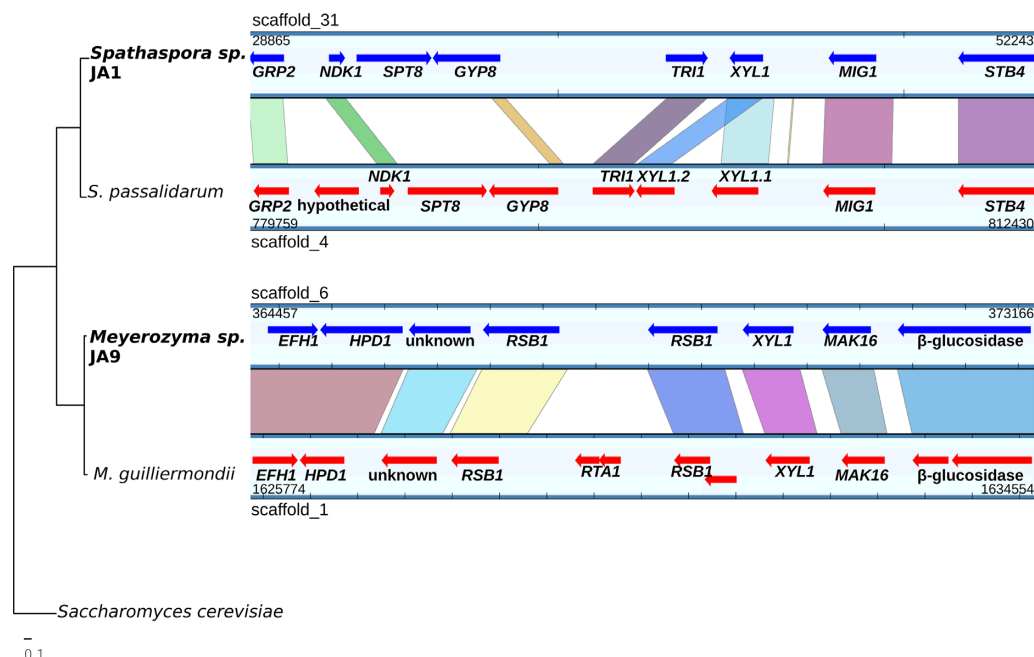 scaffold_31
28865 52243
Spathaspora sp.
JA1
GRP2 NDK1 SPT8 GYP8 TRI1 XYL1 MIG1 STB4
NDK1 TRI1 XYL1.2 XYL1.1
S. passalidarum
GRP2 hypothetical SPT8 GYP8 MIG1 STB4
779759 812430
scaffold_4
scaffold_6
364457 373166
Meyerozyma sp.
JA9
EFH1 HPD1 unknown RSB1 RSB1 XYL1 MAK16 β-glucosidase
M. guilliermondii
EFH1 HPD1 unknown RSB1 RTA1 RSB1 XYL1 MAK16 β-glucosidase
1625774 1634554
scaffold_1
Saccharomyces cerevisiae
0.1